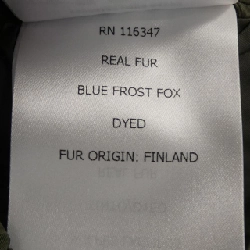 RN 116347
REAL FUR
BLUE FROST FOX
DYED
FUR ORIGIN: FINLAND